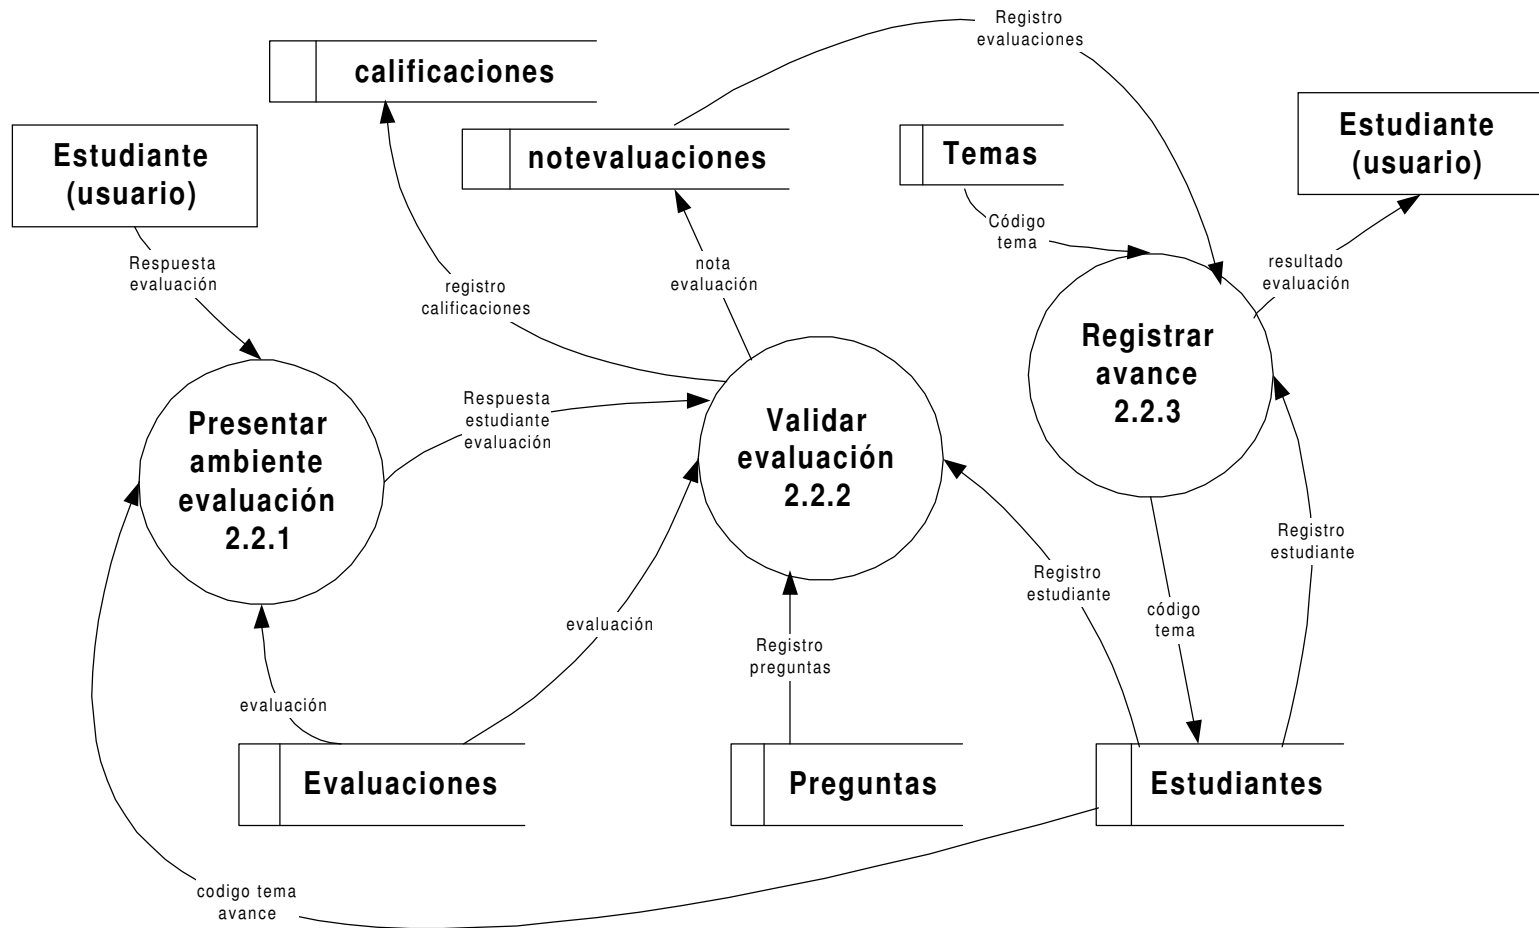 Registro
evaluaciones
calificaciones
Estudiante
(usuario)
notevaluaciones
Temas
Estudiante
(usuario)
Código
tema
Respuesta
evaluación
registro
calificaciones
nota
evaluación
resultado
evaluación
Registrar
avance
2.2.3
Respuesta
estudiante
evaluación
Presentar
ambiente
evaluación
2.2.1
Validar
evaluación
2.2.2
Registro
estudiante
Registro
estudiante
código
tema
evaluación
Registro
preguntas
evaluación
Evaluaciones
Preguntas
Estudiantes
codigo tema
avance